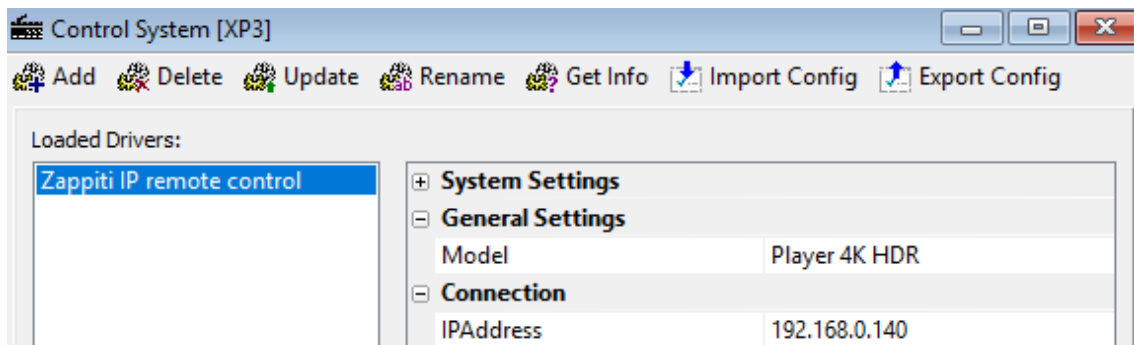 Control System [XP3]
Add Delete Update Rename Get Info Import Config Export Config
Loaded Drivers:
Zappiti IP remote control
System Settings
General Settings
Model Player 4K HDR
Connection
IPAddress 192.168.0.140